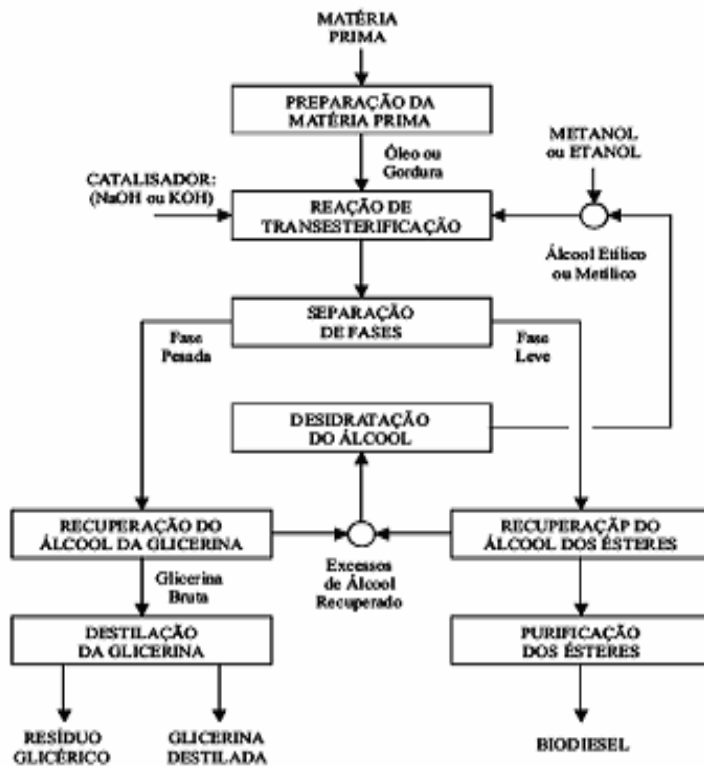 MATÉRIA
PRIMA
PREPARAÇÃO DA
MATÉRIA PRIMA
METANOL
ou ETANOL
Óleo ou
Gordura
CATALISADOR:
(NaOH ou KOH)
REAÇÃO DE
TRANSESTERIFICAÇÃO
Álcool Etílico
ou Metílico
SEPARAÇÃO
DE FASES
Fase
Pesada
Fase
Leve
DESIDRATAÇÃO
DO ÁLCOOL
RECUPERAÇÃO DO
ÁLCOOL DA GLICERINA
RECUPERAÇÃP DO
ÁLCOOL DOS ÉSTERES
Excessos
de Álcool
Recuperado
Glicerina
Bruta
DESTILAÇÃO
DA GLICERINA
PURIFICAÇÃO
DOS ÉSTERES
RESÍDUO
GLICÉRICO
GLICERINA
DESTILADA
BIODIESEL